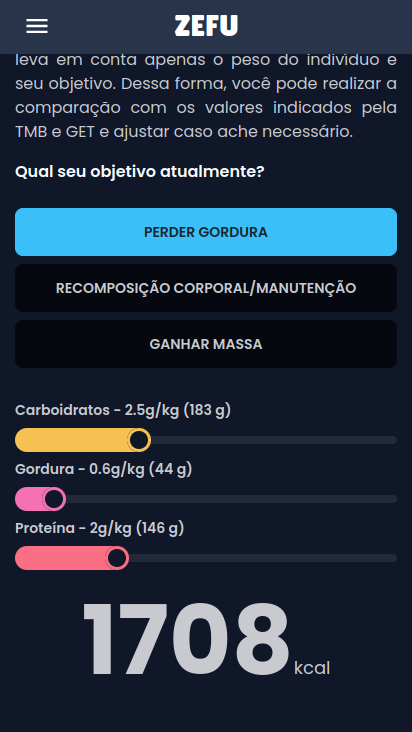 ZEFU
leva em conta apenas o peso do indivíduo e
seu objetivo. Dessa forma, você pode realizar a
comparação com os valores indicados pela
TMB e GET e ajustar caso ache necessário.
Qual seu objetivo atualmente?
PERDER GORDURA
RECOMPOSIÇÃO CORPORAL/MANUTENÇÃO
GANHAR MASSA
Carboidratos - 2.5g/kg (183 g)
Gordura - 0.6g/kg (44 g)
Proteína - 2g/kg (146 g)
1708 kcal